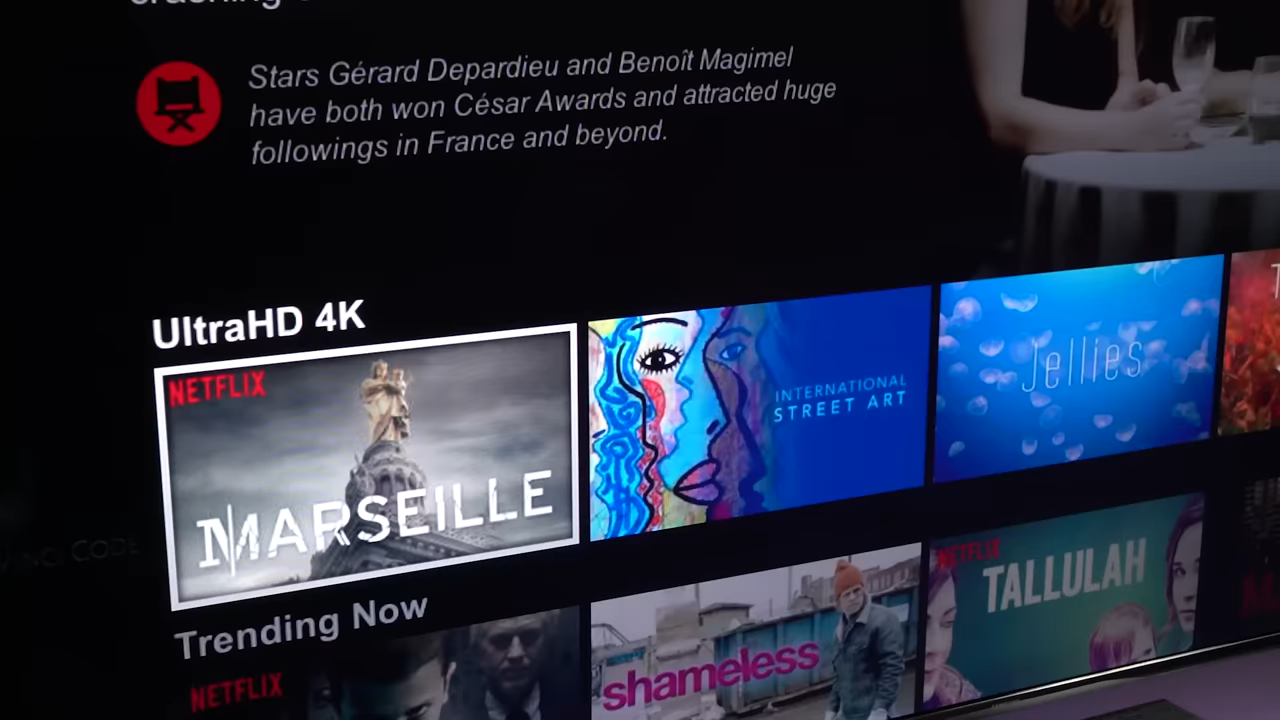 Stars Gérard Depardieu and Benoît Magimel
have both won César Awards and attracted huge
followings in France and beyond.
UltraHD 4K
NETFLIX
MARSEILLE
INTERNATIONAL
STREET ART
Jellies
CODE
Trending Now
NETFLIX
shameless
NETFLIX
TALLULAH